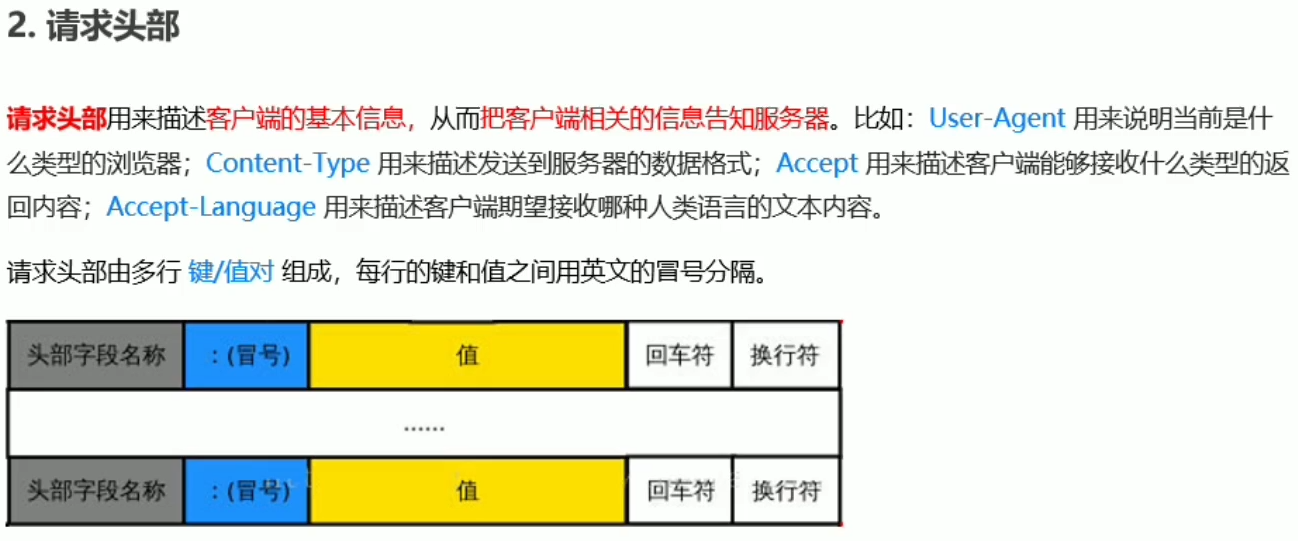 2. 请求头部
请求头部用来描述客户端的基本信息，从而把客户端相关的信息告知服务器。比如：User-Agent 用来说明当前是什
么类型的浏览器；Content-Type 用来描述发送到服务器的数据格式；Accept 用来描述客户端能够接收什么类型的返
回内容；Accept-Language 用来描述客户端期望接收哪种人类语言的文本内容。
请求头部由多行 键/值对 组成，每行的键和值之间用英文的冒号分隔。
头部字段名称 : (冒号) 值 回车符 换行符
......
头部字段名称 : (冒号) 值 回车符 换行符